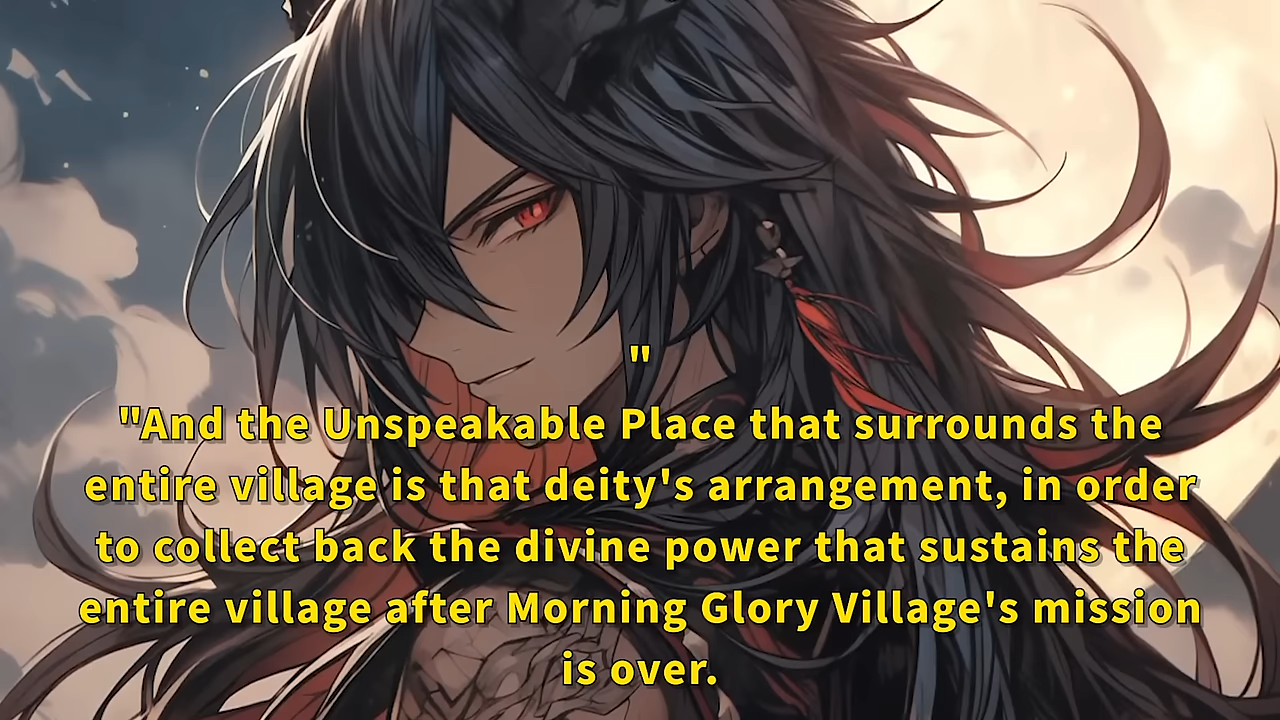 "
"And the Unspeakable Place that surrounds the
entire village is that deity's arrangement, in order
to collect back the divine power that sustains the
entire village after Morning Glory Village's mission
is over.